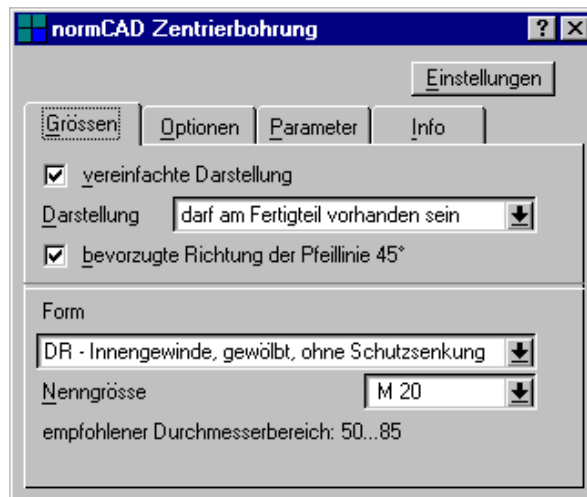 normCAD Zentrierbohrung
Einstellungen
Grössen Optionen Parameter Info
vereinfachte Darstellung
Darstellung darf am Fertigteil vorhanden sein
bevorzugte Richtung der Pfeillinie 45°
Form
DR - Innengewinde, gewölbt, ohne Schutzsenkung
Nenngrösse M 20
empfohlener Durchmesserbereich: 50...85